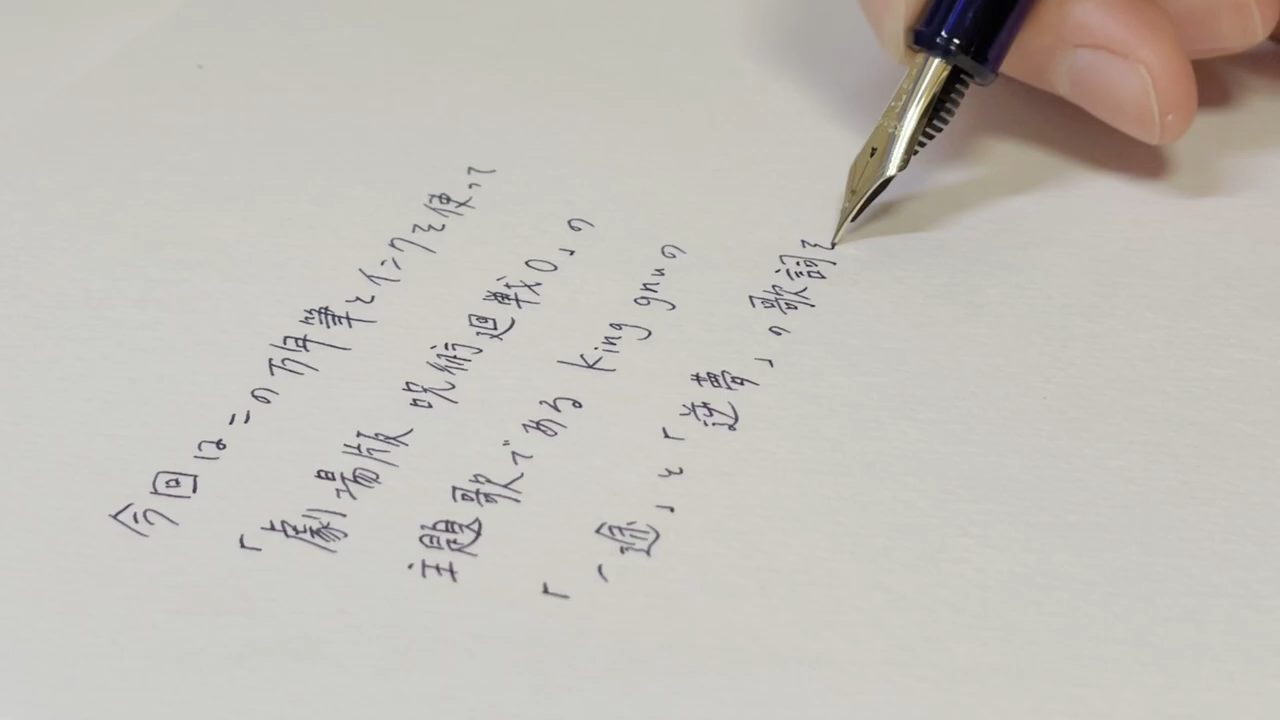 今回はこの万年筆とインクを使って
「劇場版 呪術廻戦0」の
主題歌である King gnuの
「一途」と「逆夢」の歌詞を